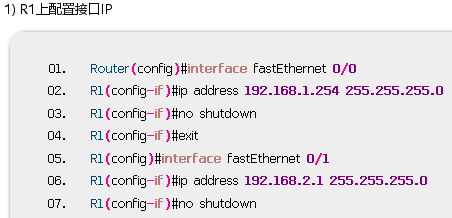 1) R1上配置接口IP
01. Router(config)#interface fastEthernet 0/0
02. R1(config-if)#ip address 192.168.1.254 255.255.255.0
03. R1(config-if)#no shutdown
04. R1(config-if)#exit
05. R1(config)#interface fastEthernet 0/1
06. R1(config-if)#ip address 192.168.2.1 255.255.255.0
07. R1(config-if)#no shutdown